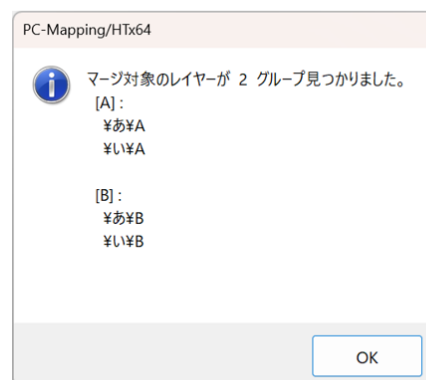 PC-Mapping/HTx64
マージ対象のレイヤーが 2 グループ見つかりました。
[A] :
¥あ¥A
¥い¥A
[B] :
¥あ¥B
¥い¥B
OK